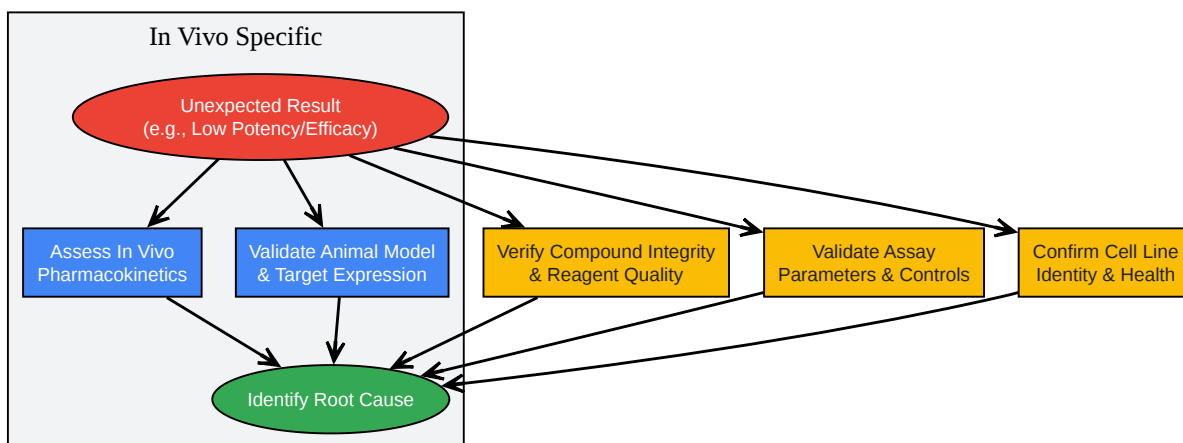 In Vivo Specific
Unexpected Result
(e.g., Low Potency/Efficacy)
Assess In Vivo
Pharmacokinetics
Validate Animal Model
& Target Expression
Verify Compound Integrity
& Reagent Quality
Validate Assay
Parameters & Controls
Confirm Cell Line
Identity & Health
Identify Root Cause